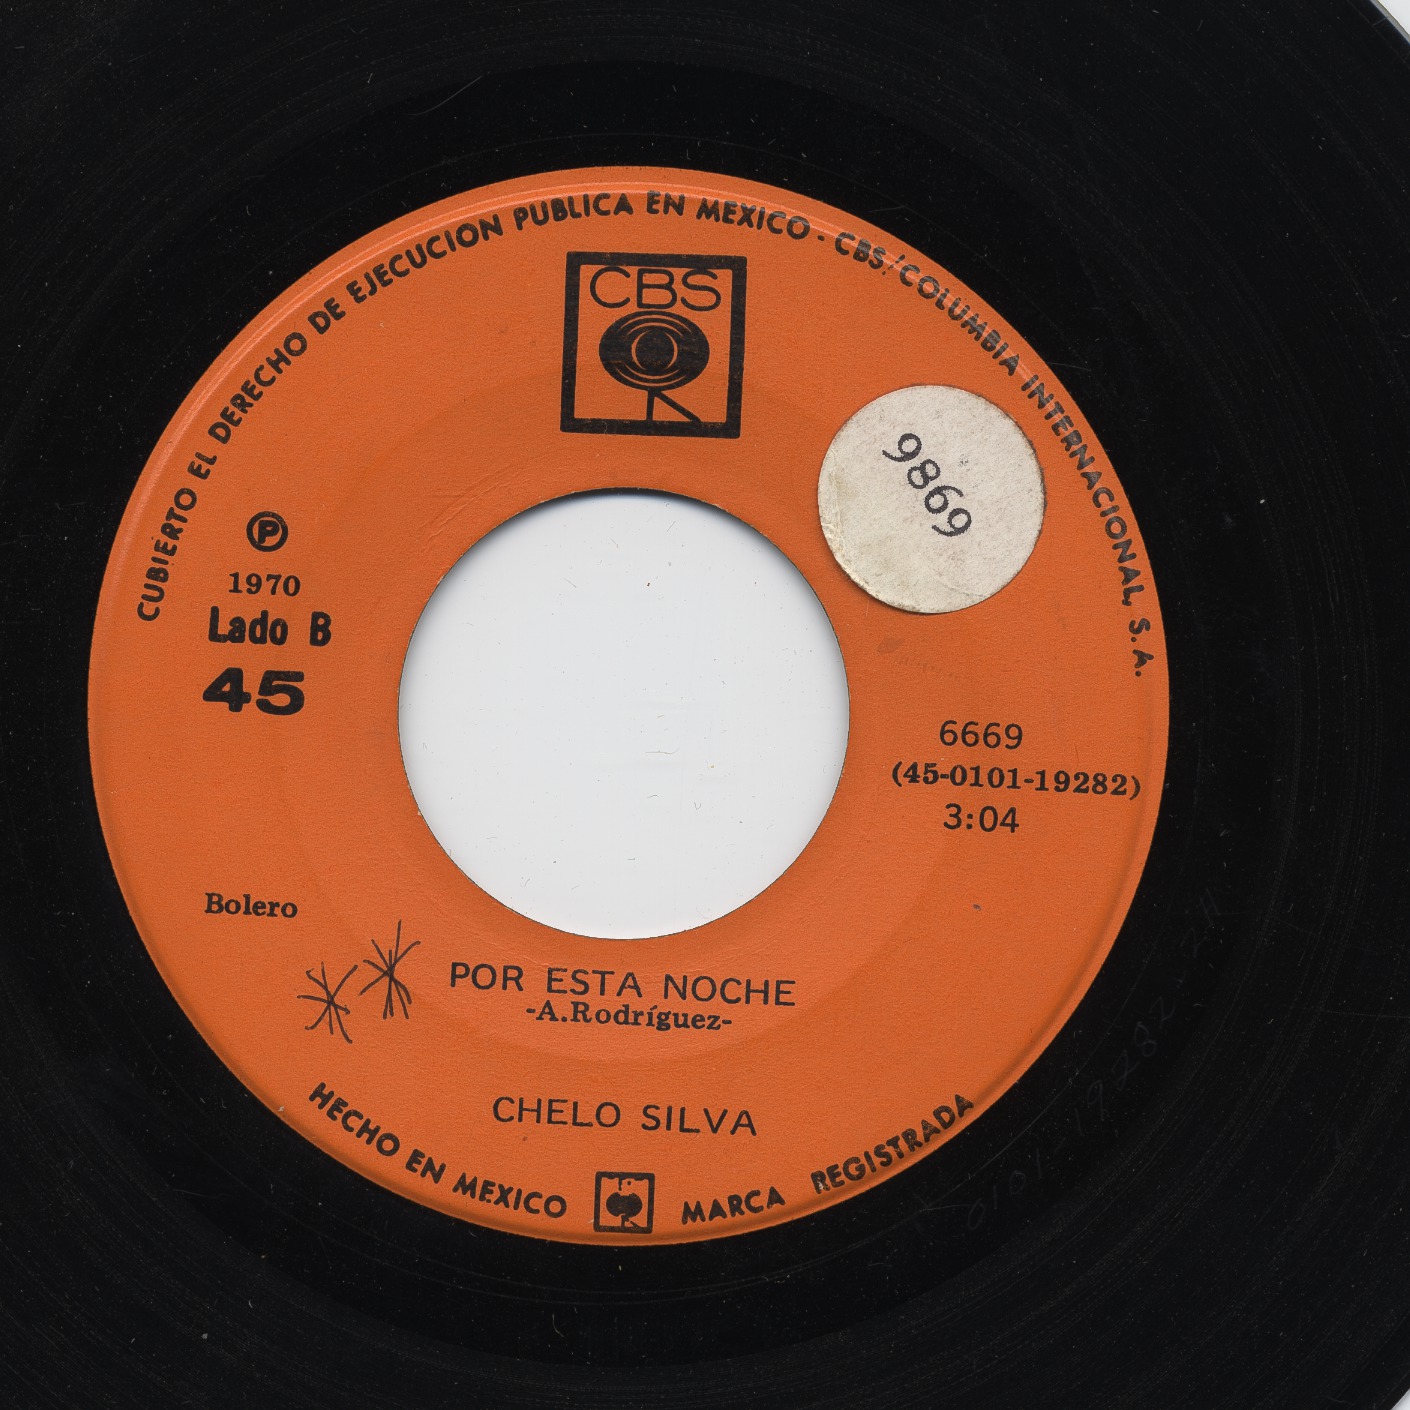 CUBIERTO EL DERECHO DE EJECUCION PUBLICA EN MEXICO - CBS/COLUMBIA INTERNACIONAL, S.A.
CBS
9869
P
1970
Lado B
45
6669
(45-0101-19282)
3:04
Bolero
POR ESTA NOCHE
-A.Rodríguez-
CHELO SILVA
HECHO EN MEXICO MARCA REGISTRADA